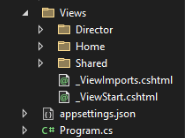 Views
Director
Home
Shared
_ViewImports.cshtml
_ViewStart.cshtml
appsettings.json
C# Program.cs